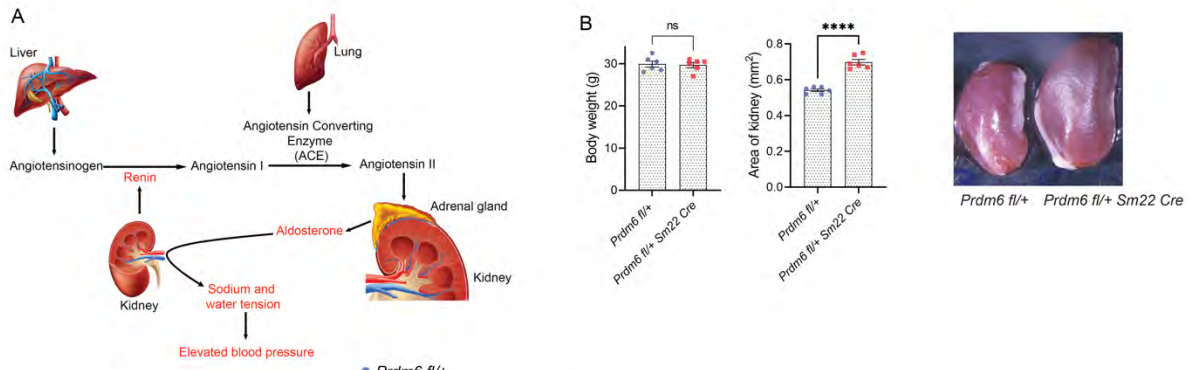 A
Liver
Lung
Angiotensin Converting
Enzyme
(ACE)
Angiotensinogen
Angiotensin I
Angiotensin II
Renin
Adrenal gland
Aldosterone
Kidney
Kidney
Sodium and
water tension
Elevated blood pressure
Prdm6 fl/+
B
ns
Body weight (g)
30
20
10
0
Prdm6 fl/+
Prdm6 fl/+ Sm22 Cre
****
Area of kidney (mm²)
0.8
0.6
0.4
0.2
0.0
Prdm6 fl/+
Prdm6 fl/+ Sm22 Cre
Prdm6 fl/+ Prdm6 fl/+ Sm22 Cre